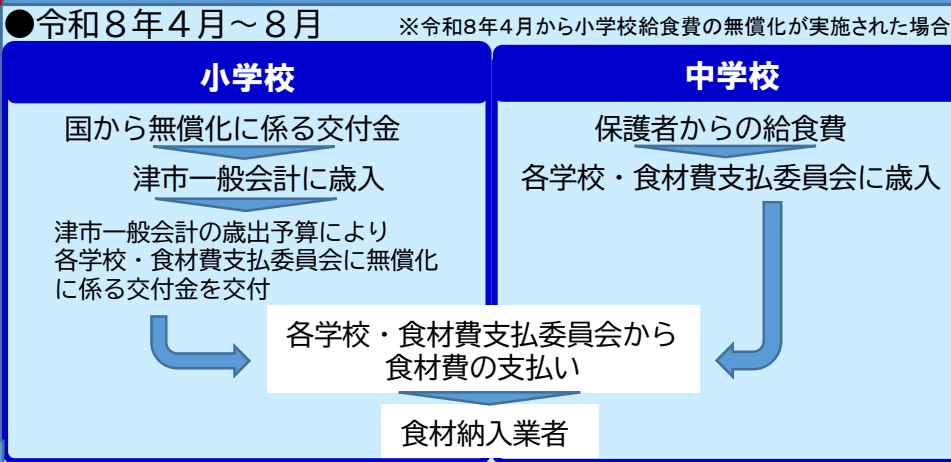 ●令和８年４月～８月
※令和8年4月から小学校給食費の無償化が実施された場合
小学校
国から無償化に係る交付金
津市一般会計に歳入
津市一般会計の歳出予算により
各学校・食材費支払委員会に無償化
に係る交付金を交付
中学校
保護者からの給食費
各学校・食材費支払委員会に歳入
各学校・食材費支払委員会から
食材費の支払い
食材納入業者